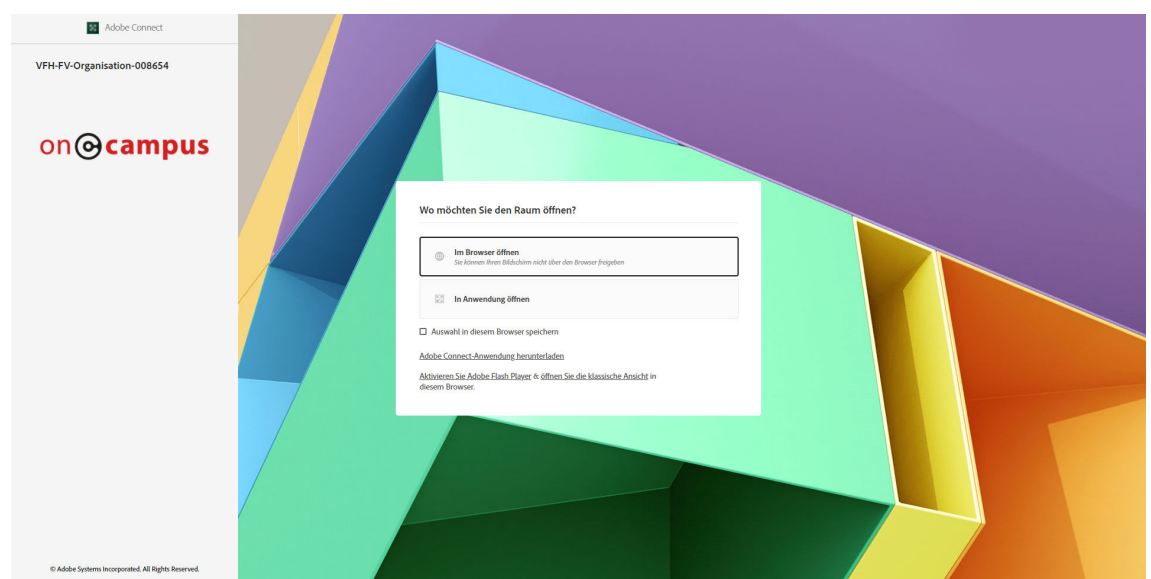 Adobe Connect
VFH-FV-Organisation-008654
on campus
Wo möchten Sie den Raum öffnen?
Im Browser öffnen
Sie können Ihren Bildschirm nicht über den Browser freigeben
In Anwendung öffnen
Auswahl in diesem Browser speichern
Adobe Connect-Anwendung herunterladen
Aktivieren Sie Adobe Flash Player & öffnen Sie die klassische Ansicht in
diesem Browser.
© Adobe Systems Incorporated. All Rights Reserved.